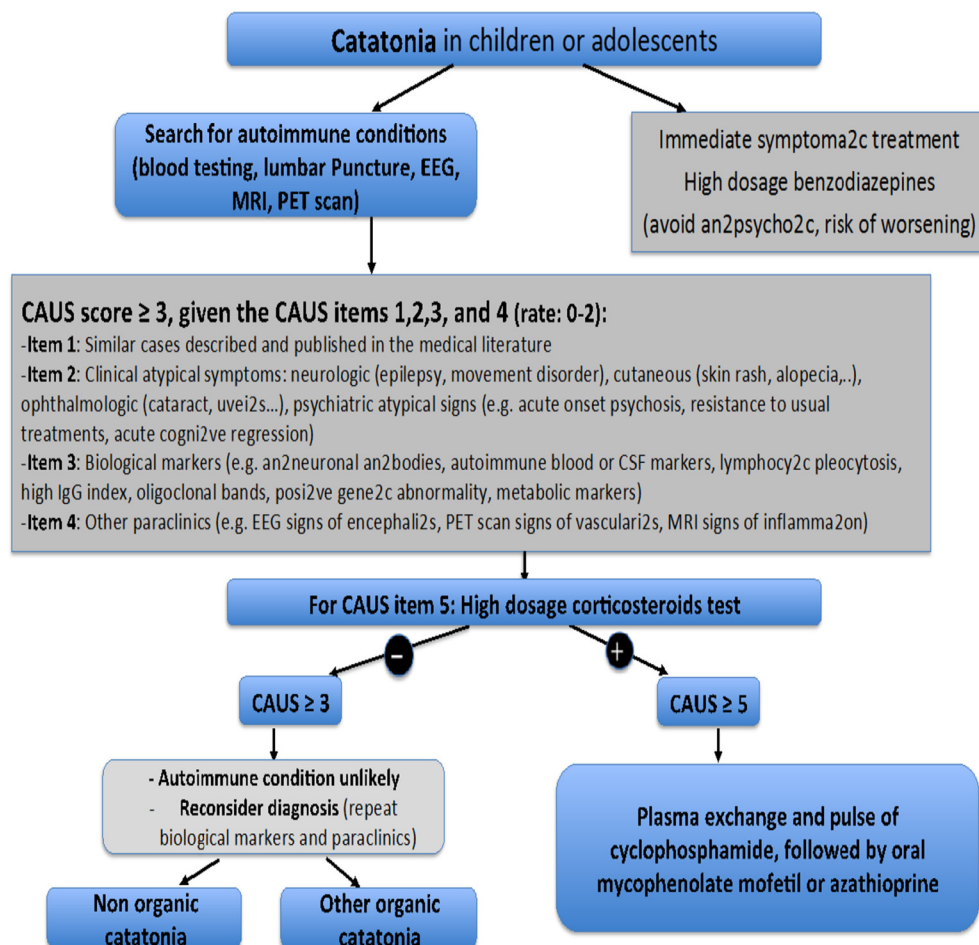 Catatonia in children or adolescents
Search for autoimmune conditions
(blood testing, lumbar Puncture, EEG,
MRI, PET scan)
Immediate symptoma2c treatment
High dosage benzodiazepines
(avoid an2psycho2c, risk of worsening)
CAUS score ≥ 3, given the CAUS items 1,2,3, and 4 (rate: 0-2):
-Item 1: Similar cases described and published in the medical literature
-Item 2: Clinical atypical symptoms: neurologic (epilepsy, movement disorder), cutaneous (skin rash, alopecia,..),
ophthalmologic (cataract, uvei2s...), psychiatric atypical signs (e.g. acute onset psychosis, resistance to usual
treatments, acute cogni2ve regression)
-Item 3: Biological markers (e.g. an2neuronal an2bodies, autoimmune blood or CSF markers, lymphocy2c pleocytosis,
high IgG index, oligoclonal bands, posi2ve gene2c abnormality, metabolic markers)
-Item 4: Other paraclinics (e.g. EEG signs of encephali2s, PET scan signs of vasculari2s, MRI signs of inflamma2on)
For CAUS item 5: High dosage corticosteroids test
−
+
CAUS ≥ 3
CAUS ≥ 5
- Autoimmune condition unlikely
- Reconsider diagnosis (repeat
biological markers and paraclinics)
Plasma exchange and pulse of
cyclophosphamide, followed by oral
mycophenolate mofetil or azathioprine
Non organic
catatonia
Other organic
catatonia